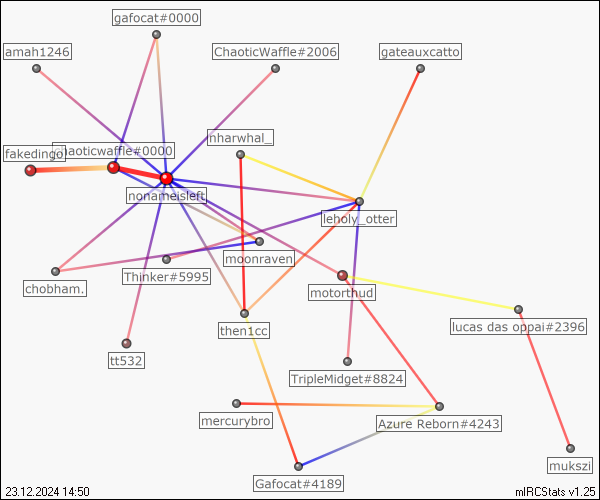 gafocat#0000
amah1246
ChaoticWaffle#2006
gateauxcatto
nharwhal_
fakedingo
chaoticwaffle#0000
nonameisleft
leholy_otter
moonraven
Thinker#5995
chobham.
motorthud
then1cc
lucas das oppai#2396
tt532
TripleMidget#8824
mercurybro
Azure Reborn#4243
mukszi
Gafocat#4189
23.12.2024 14:50
mIRCStats v1.25